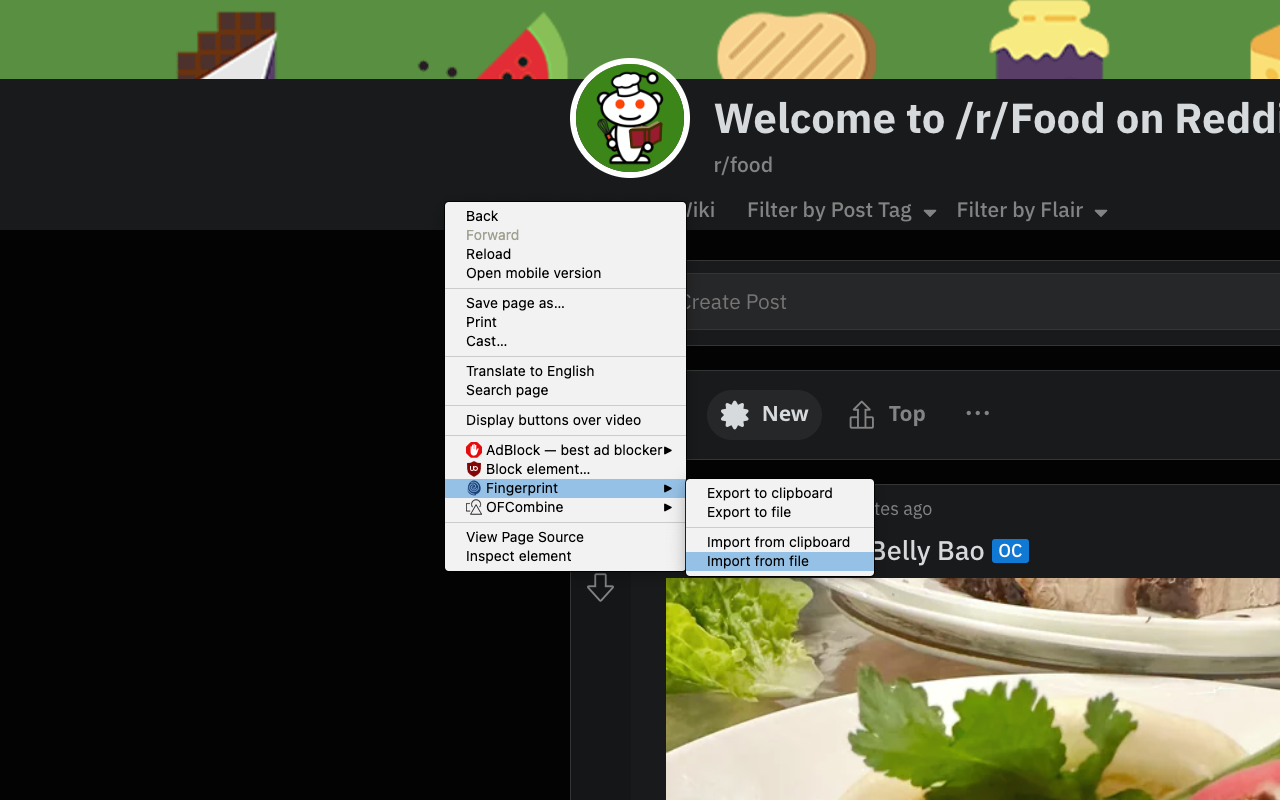 Welcome to /r/Food on Reddi
r/food
Wiki Filter by Post Tag Filter by Flair
Back
Forward
Reload
Open mobile version
Create Post
Save page as...
Print
Cast...
Translate to English
Search page
New Top ...
Display buttons over video
AdBlock — best ad blocker
Block element...
Fingerprint
OFCombine
View Page Source
Inspect element
Export to clipboard
Export to file
Import from clipboard
Import from file
tes ago
Belly Bao OC